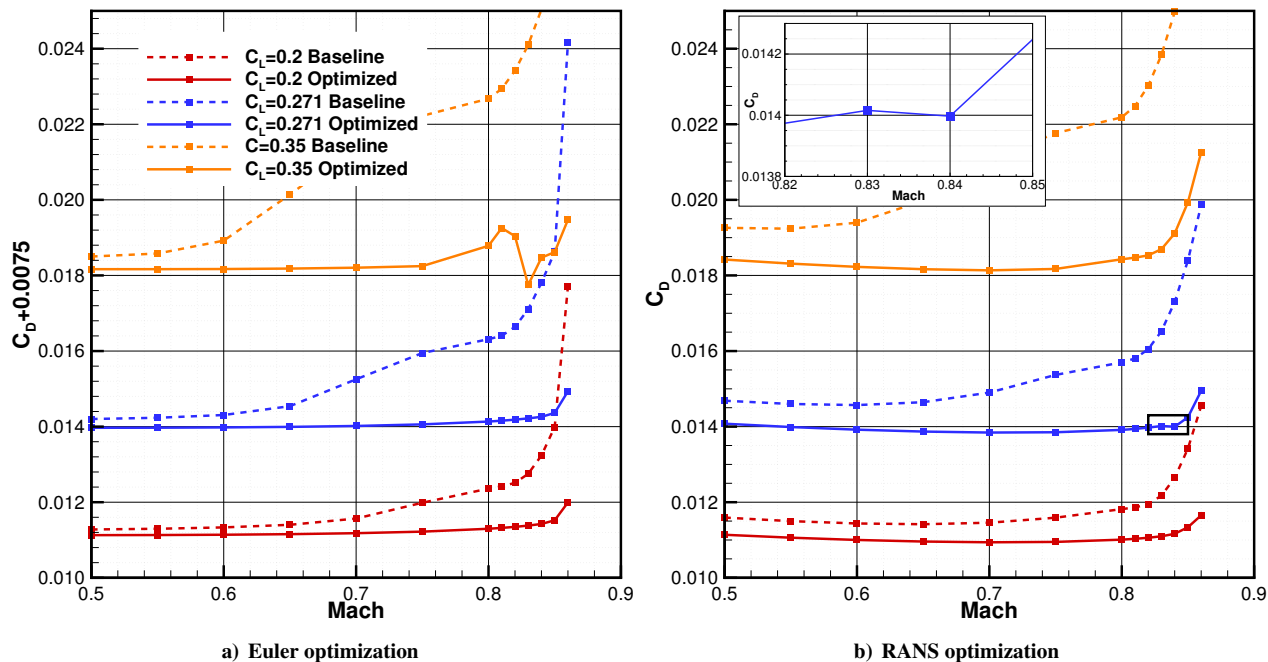 0.024
0.022
0.020
0.018
0.016
0.014
0.012
0.010
C_D+0.0075
C_L=0.2 Baseline
C_L=0.2 Optimized
C_L=0.271 Baseline
C_L=0.271 Optimized
C=0.35 Baseline
C_L=0.35 Optimized
0.5 0.6 0.7 0.8 0.9
Mach
a) Euler optimization
0.024
0.022
0.020
0.018
0.016
0.014
0.012
0.010
C_D
0.0142
0.014
0.0138
C_D
0.82 0.83 0.84 0.85
Mach
0.5 0.6 0.7 0.8 0.9
Mach
b) RANS optimization